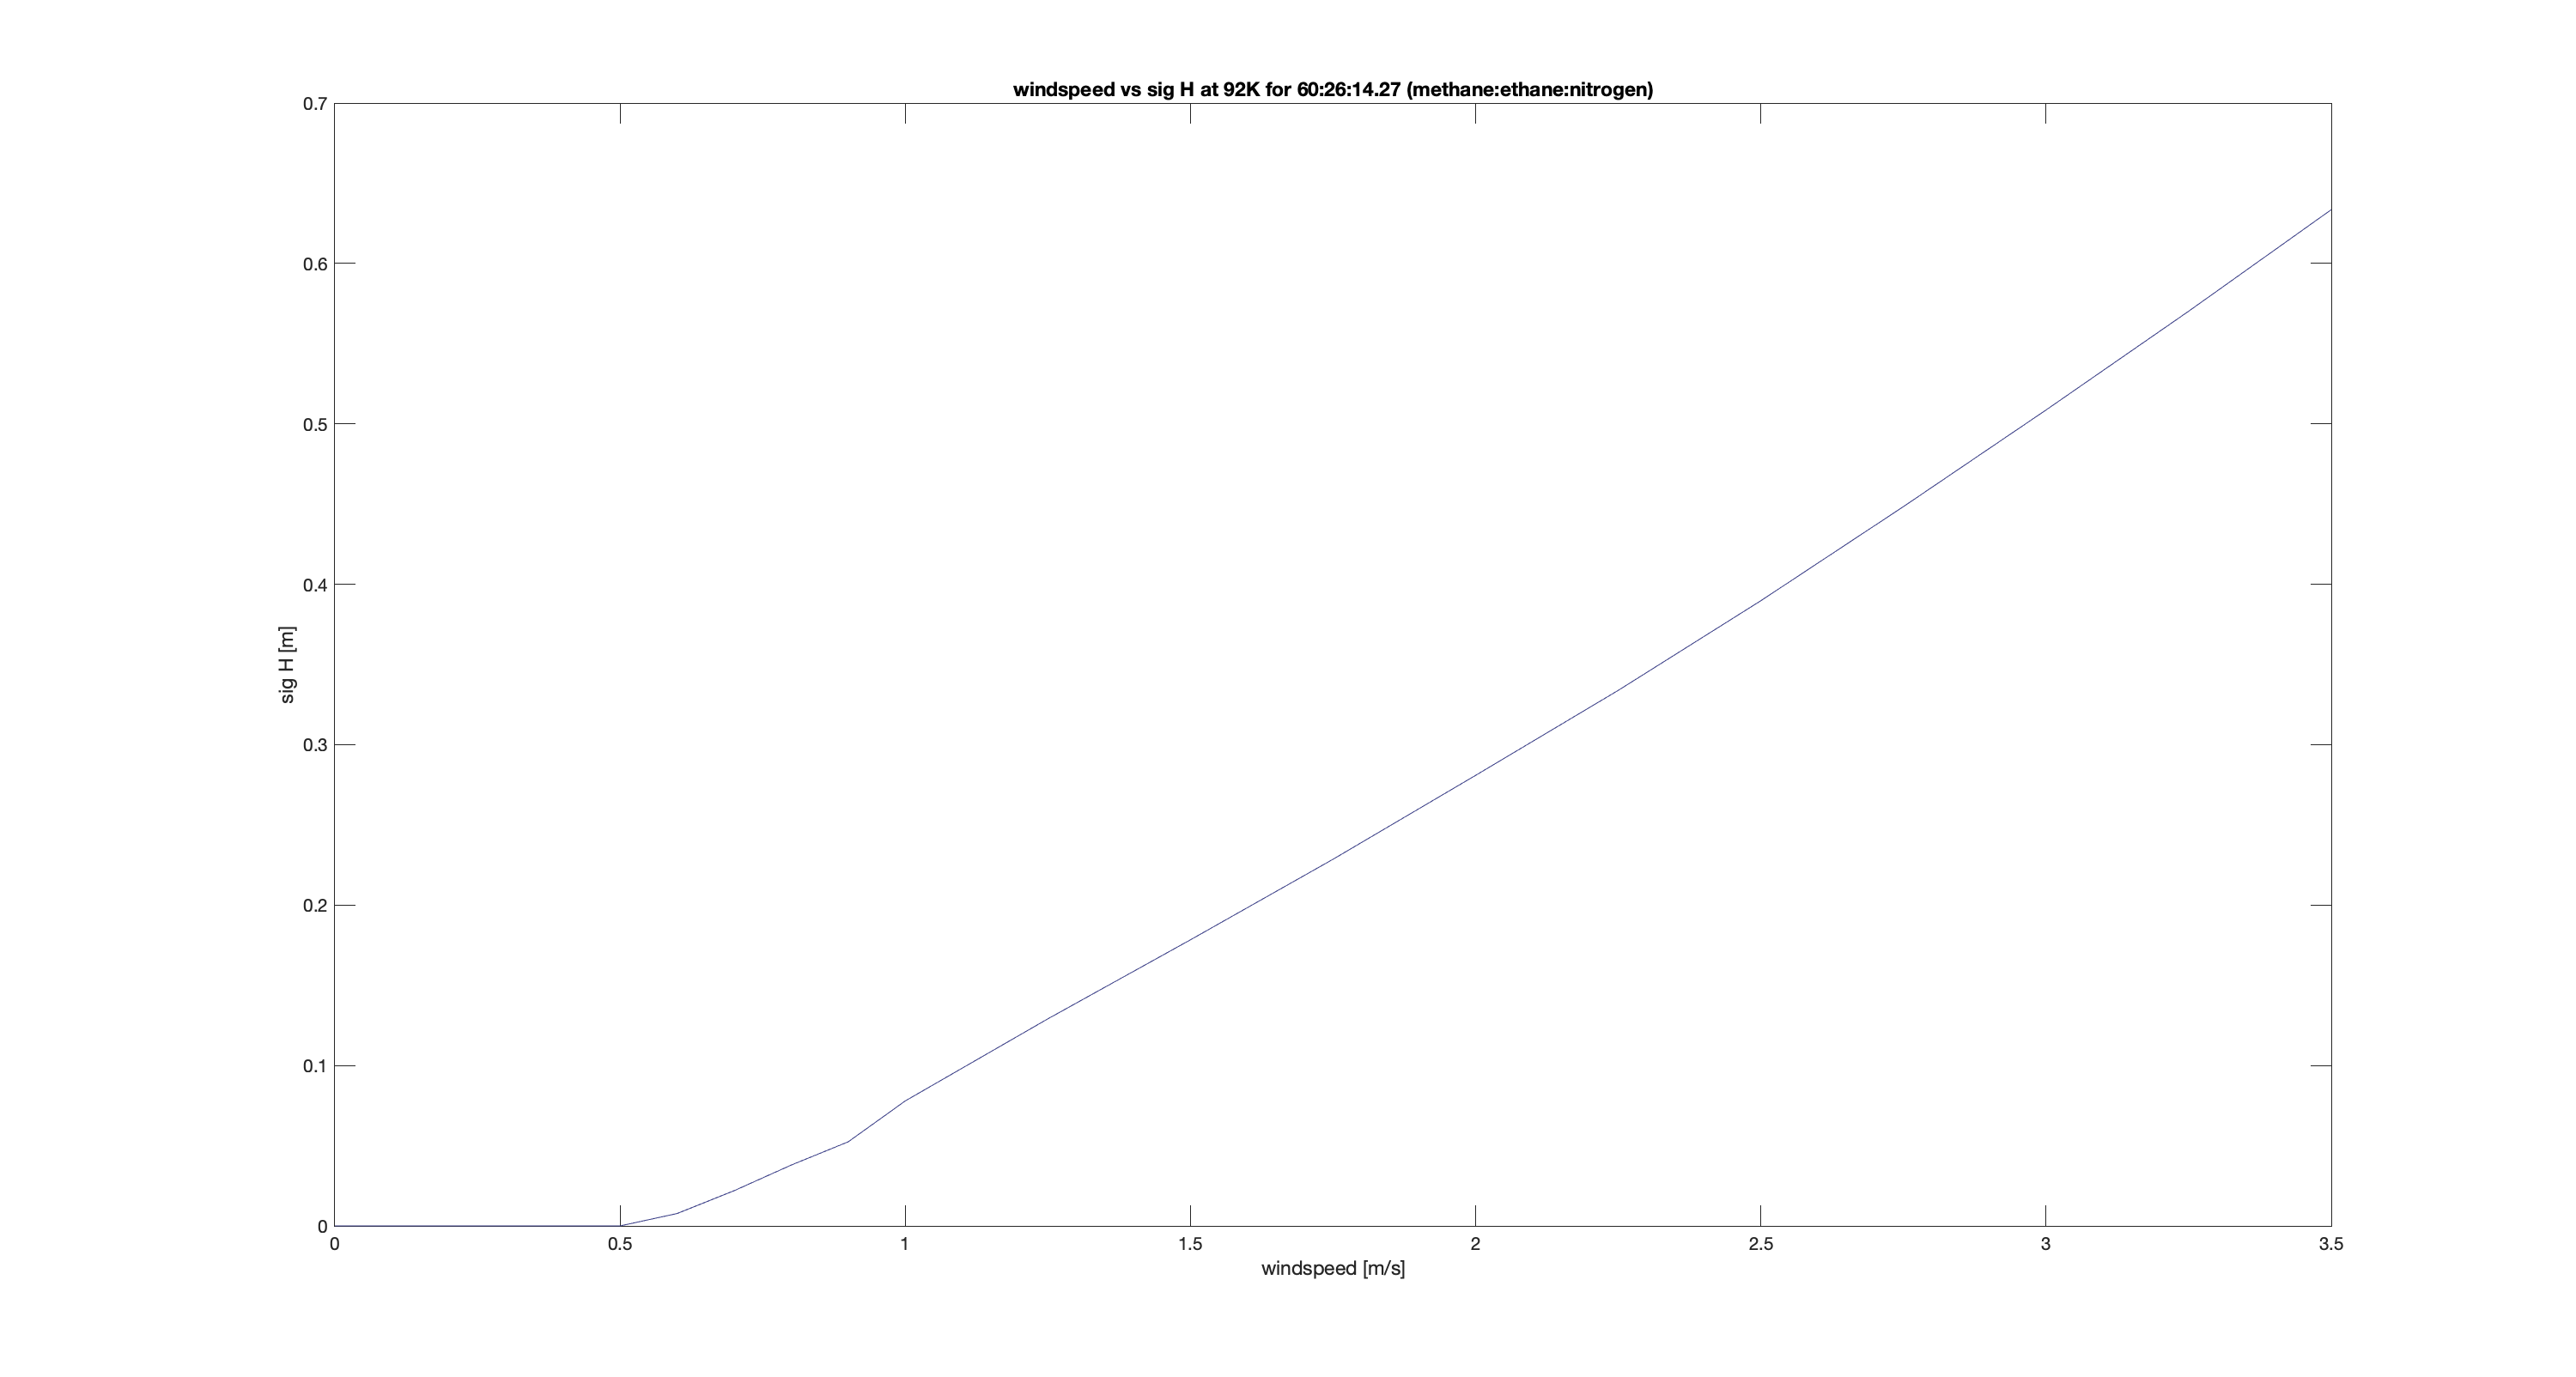 windspeed vs sig H at 92K for 60:26:14.27 (methane:ethane:nitrogen)
0.7
0.6
0.5
0.4
0.3
0.2
0.1
0
sig H [m]
0 0.5 1 1.5 2 2.5 3 3.5
windspeed [m/s]